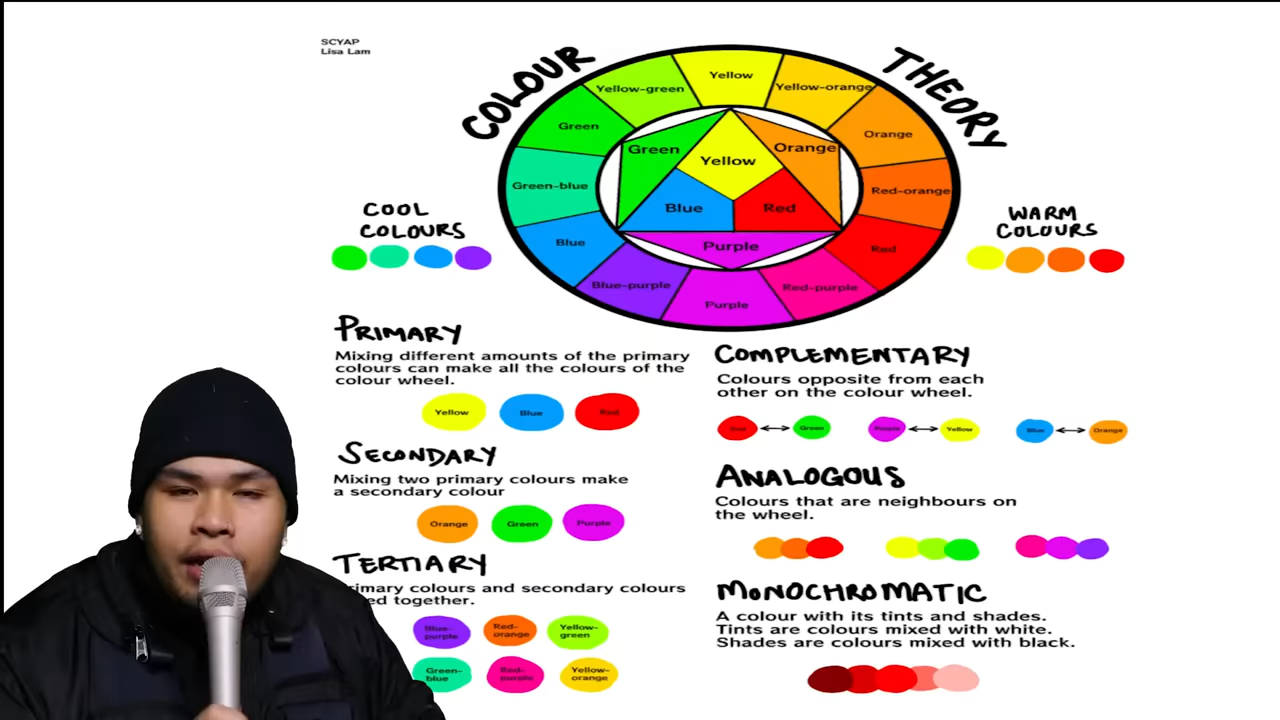 SCYAP
Lisa Lam
COLOUR THEORY
Yellow
Yellow-green
Yellow-orange
Green
Orange
Green-blue
Red-orange
Blue
Red
Blue-purple
Red-purple
Purple
Green
Yellow
Orange
Blue
Red
Purple
COOL
COLOURS
WARM
COLOURS
PRIMARY
Mixing different amounts of the primary
colours can make all the colours of the
colour wheel.
Yellow Blue Red
SECONDARY
Mixing two primary colours make
a secondary colour
Orange Green Purple
TERTIARY
rimary colours and secondary colours
ed together.
Blue-
purple
Red-
orange
Yellow-
green
Green-
blue
Red-
purple
Yellow-
orange
COMPLEMENTARY
Colours opposite from each
other on the colour wheel.
Red Green Purple Yellow Blue Orange
ANALOGOUS
Colours that are neighbours on
the wheel.
MONOCHROMATIC
A colour with its tints and shades.
Tints are colours mixed with white.
Shades are colours mixed with black.